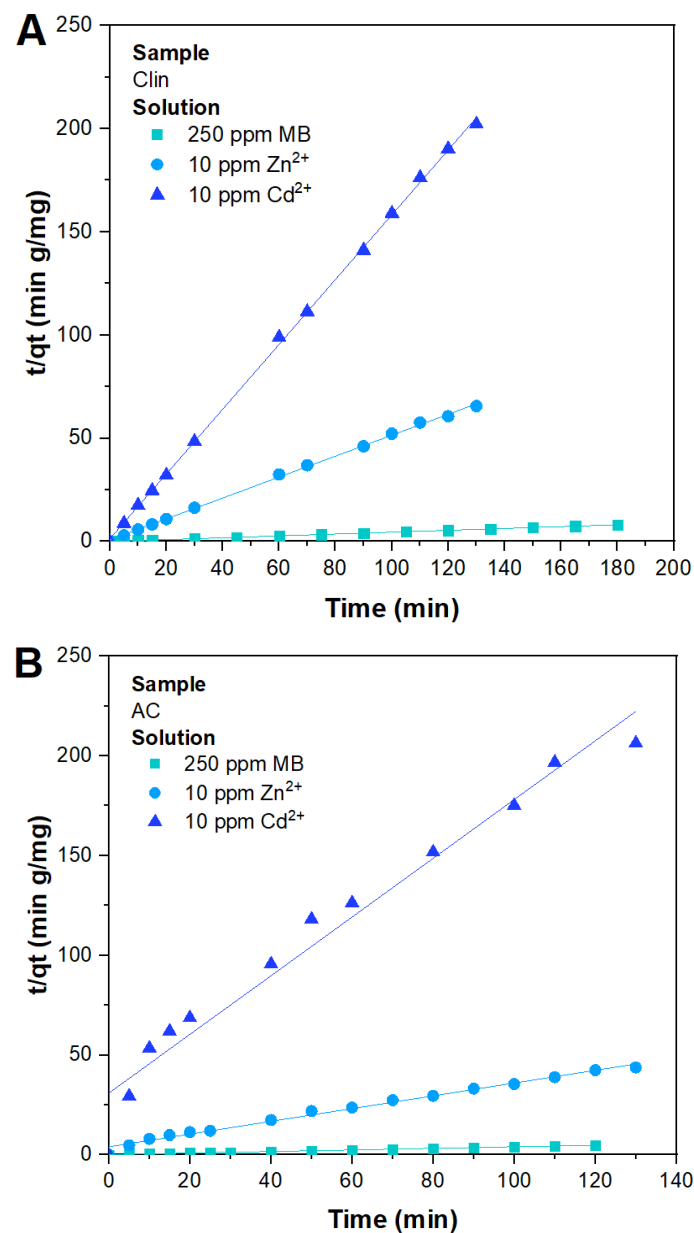 A
Sample
Clin
Solution
250 ppm MB
10 ppm Zn²⁺
10 ppm Cd²⁺
t/qt (min g/mg)
250
200
150
100
50
0
0 20 40 60 80 100 120 140 160 180 200
Time (min)
B
Sample
AC
Solution
250 ppm MB
10 ppm Zn²⁺
10 ppm Cd²⁺
t/qt (min g/mg)
250
200
150
100
50
0
0 20 40 60 80 100 120 140
Time (min)